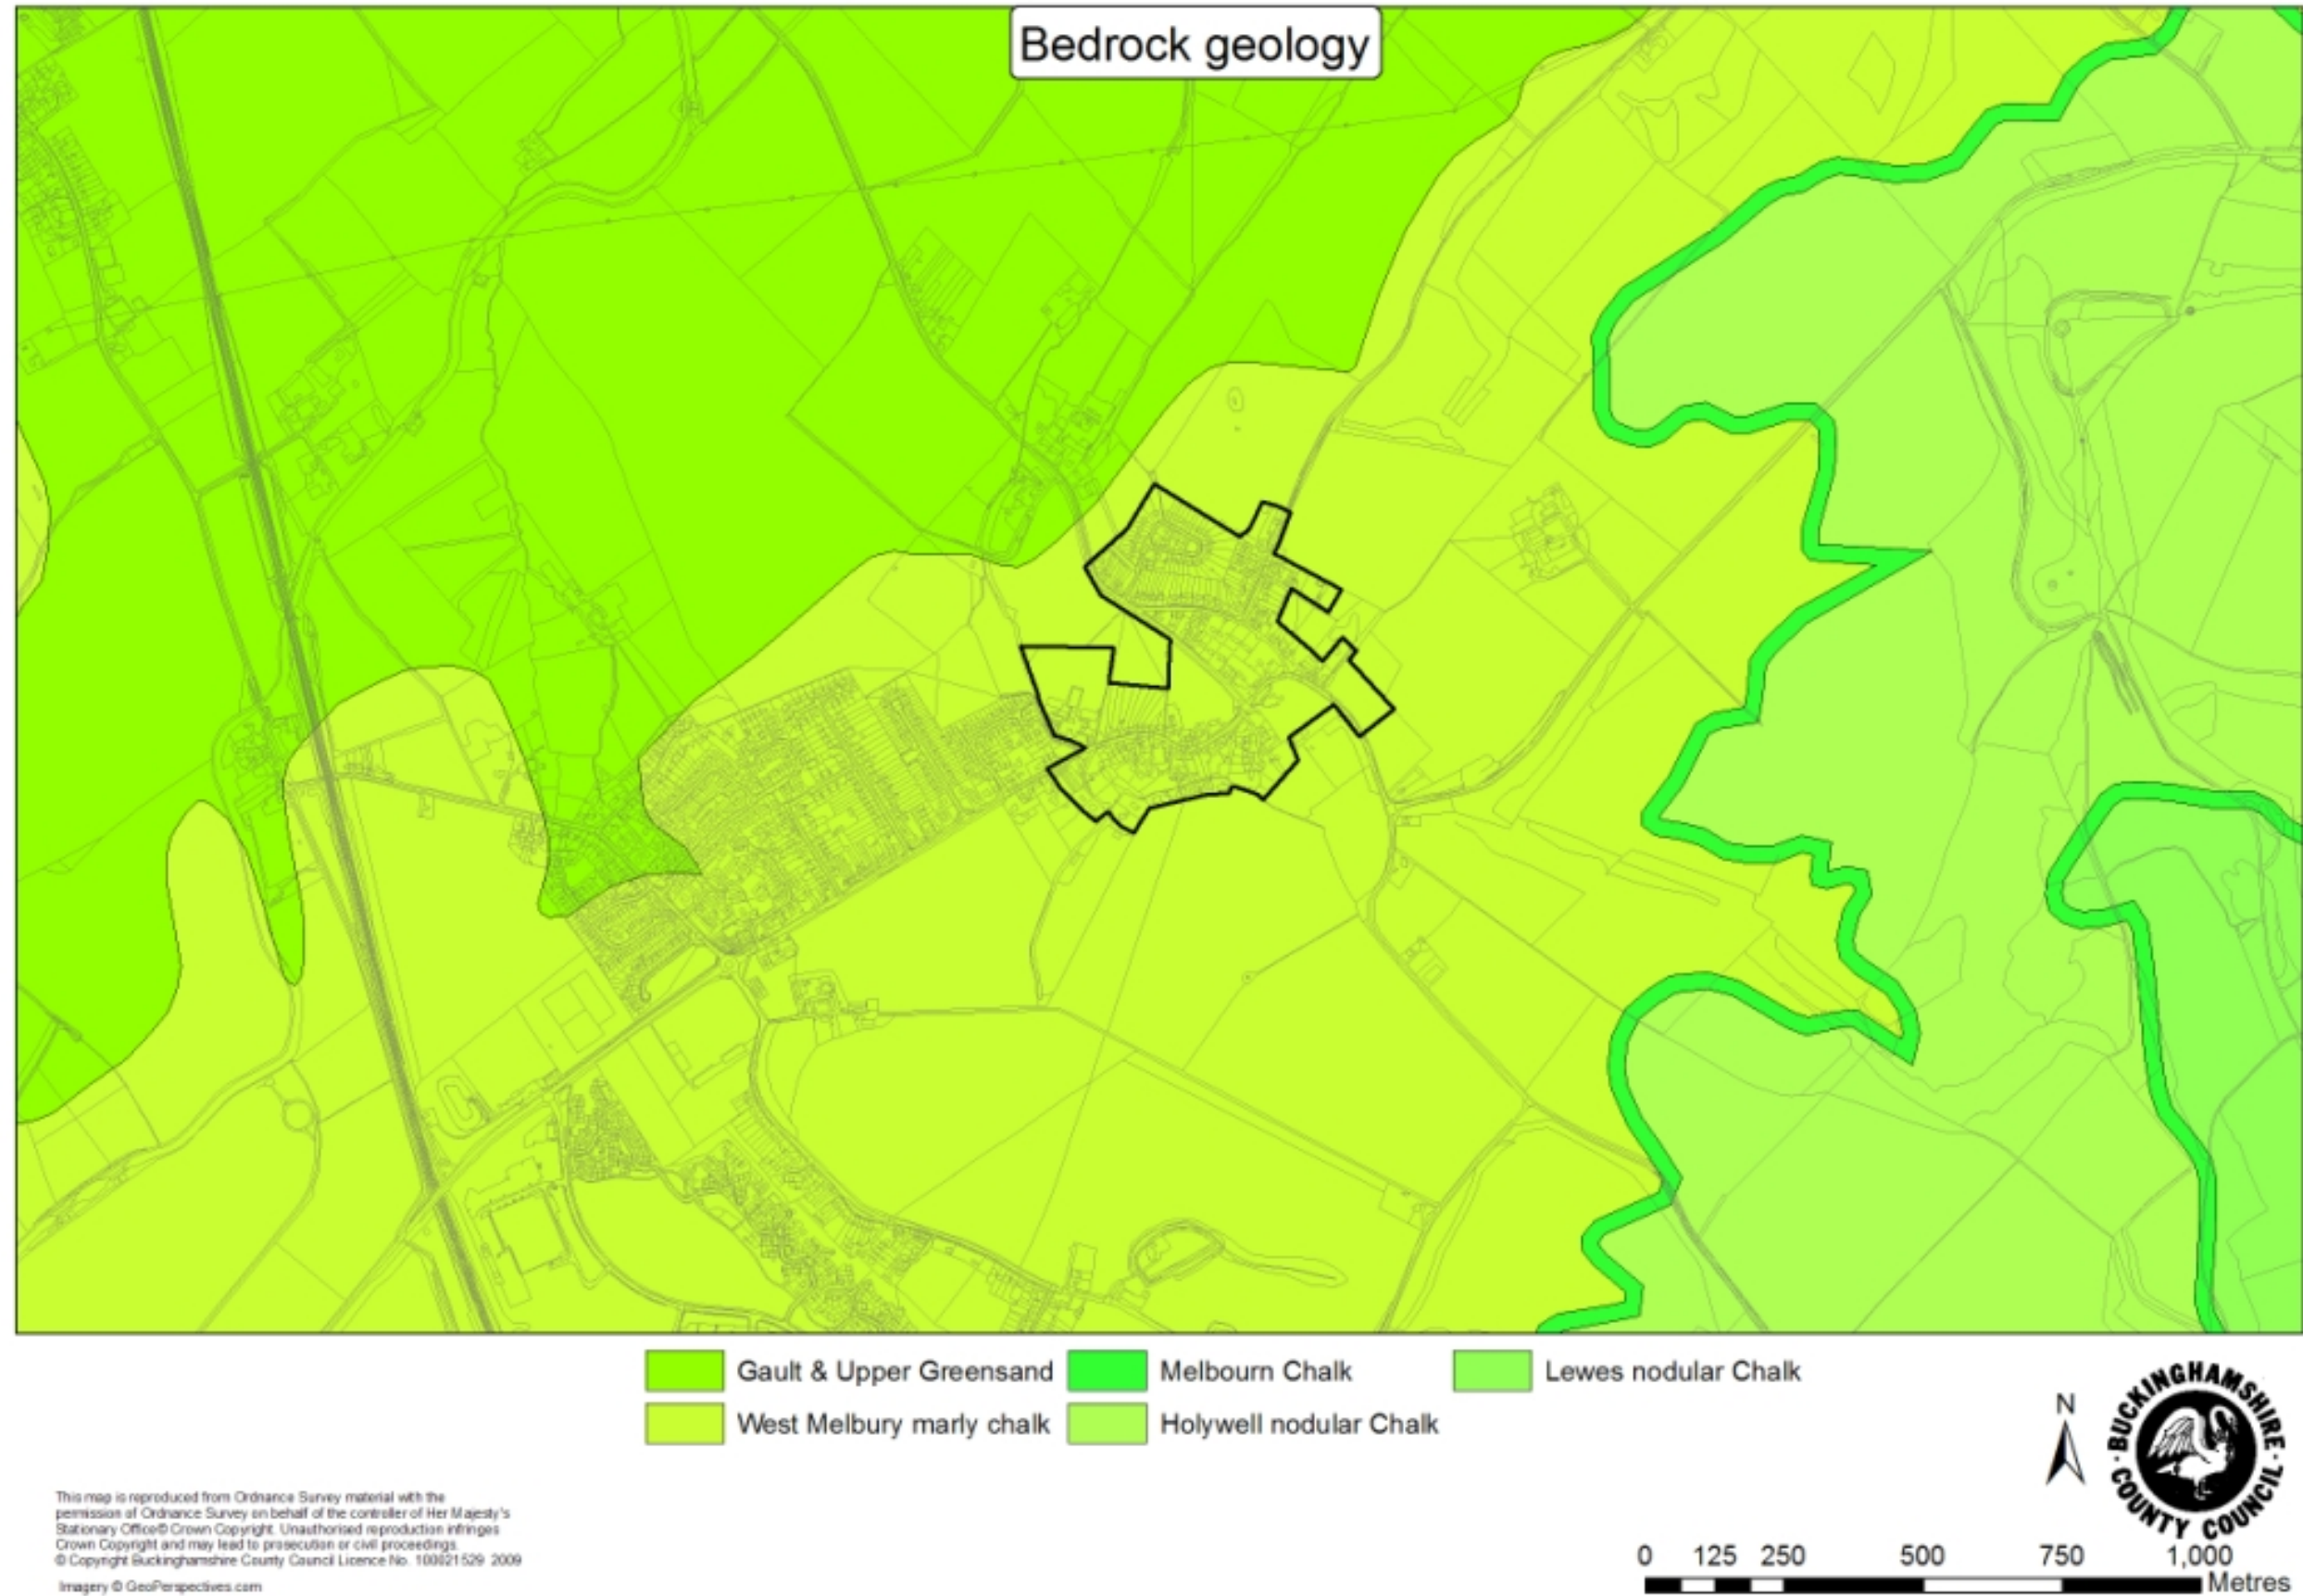 Bedrock geology
Gault & Upper Greensand
Melbourn Chalk
Lewes nodular Chalk
West Melbury marly chalk
Holywell nodular Chalk
N
BUCKINGHAMSHIRE
· COUNTY COUNCIL ·
This map is reproduced from Ordnance Survey material with the
permission of Ordnance Survey on behalf of the controller of Her Majesty's
Stationary Office© Crown Copyright. Unauthorised reproduction infringes
Crown Copyright and may lead to prosecution or civil proceedings.
© Copyright Buckinghamshire County Council Licence No. 100021529 2009
Imagery © GeoPerspectives.com
0 125 250 500 750 1,000
Metres